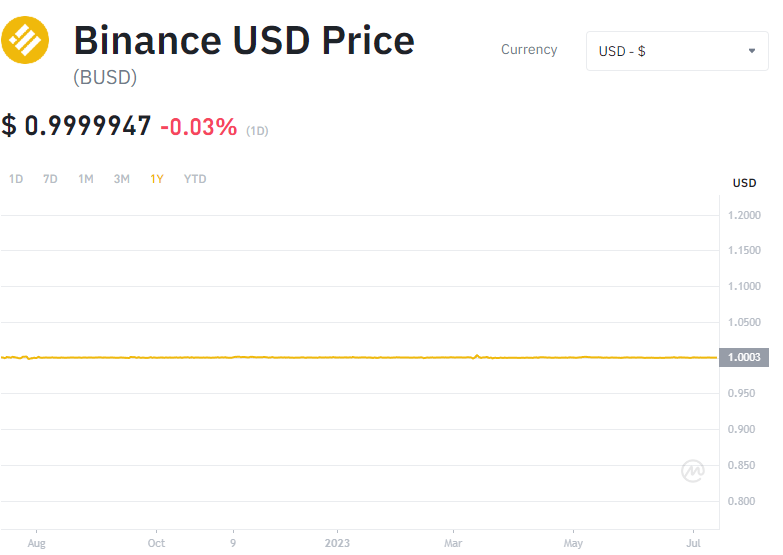 Binance USD Price
(BUSD)
Currency
USD - $
$ 0.9999947 -0.03% (1D)
1D 7D 1M 3M 1Y YTD
USD
1.2000
1.1500
1.1000
1.0500
1.0003
0.950
0.900
0.850
0.800
Aug Oct 9 2023 Mar May Jul